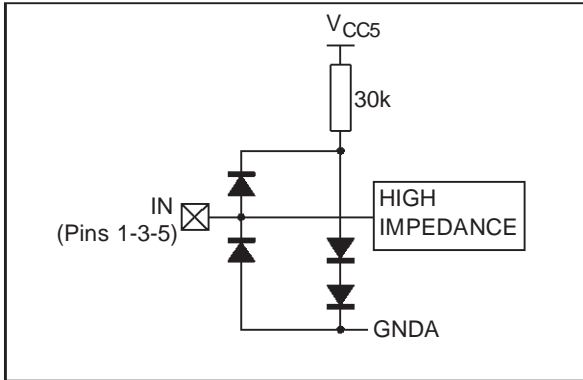 VCC5
30k
IN
(Pins 1-3-5)
HIGH
IMPEDANCE
GNDA